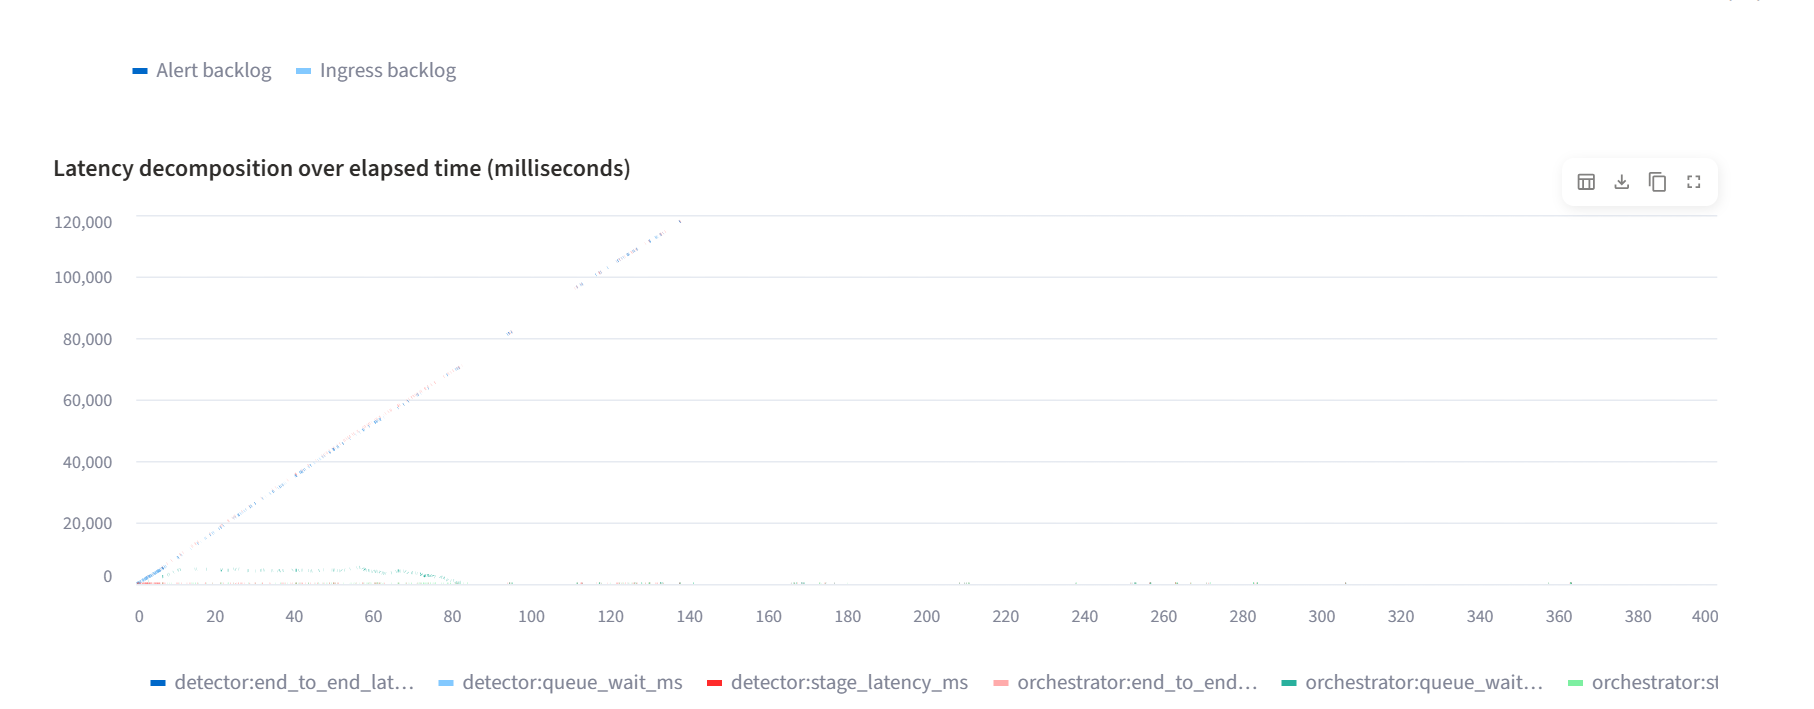 Alert backlog Ingress backlog
Latency decomposition over elapsed time (milliseconds)
120,000
100,000
80,000
60,000
40,000
20,000
0
0 20 40 60 80 100 120 140 160 180 200 220 240 260 280 300 320 340 360 380 400
detector:end_to_end_lat… detector:queue_wait_ms detector:stage_latency_ms orchestrator:end_to_end… orchestrator:queue_wait… orchestrator:st